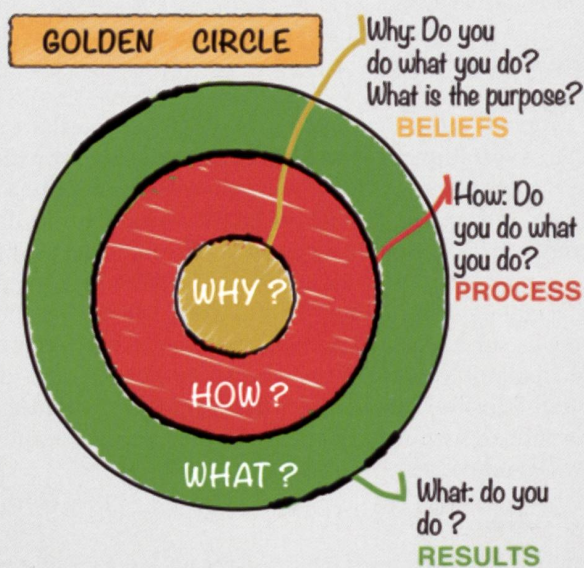 GOLDEN CIRCLE
Why: Do you
do what you do?
What is the purpose?
BELIEFS
How: Do
you do what
you do?
PROCESS
WHY ?
HOW ?
WHAT ?
What: do you
do ?
RESULTS